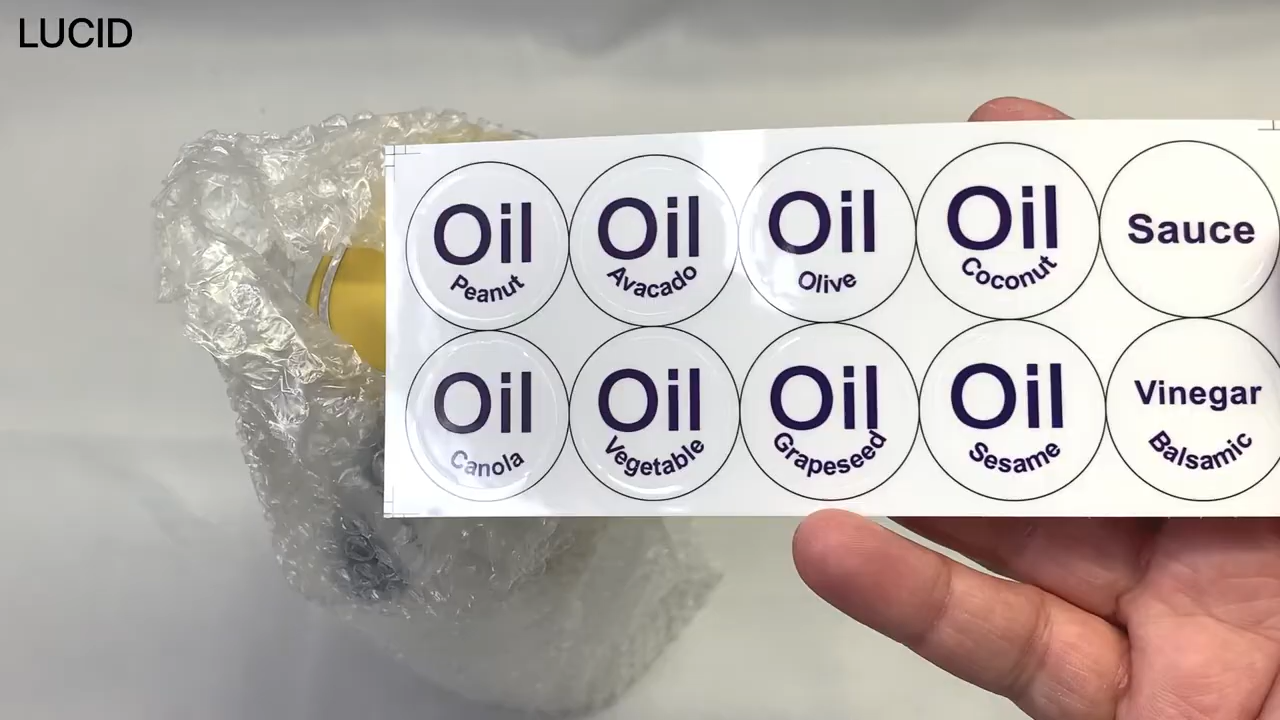 LUCID
Oil
Peanut
Oil
Avacado
Oil
Olive
Oil
Coconut
Sauce
Oil
Canola
Oil
Vegetable
Oil
Grapeseed
Oil
Sesame
Vinegar
Balsamic